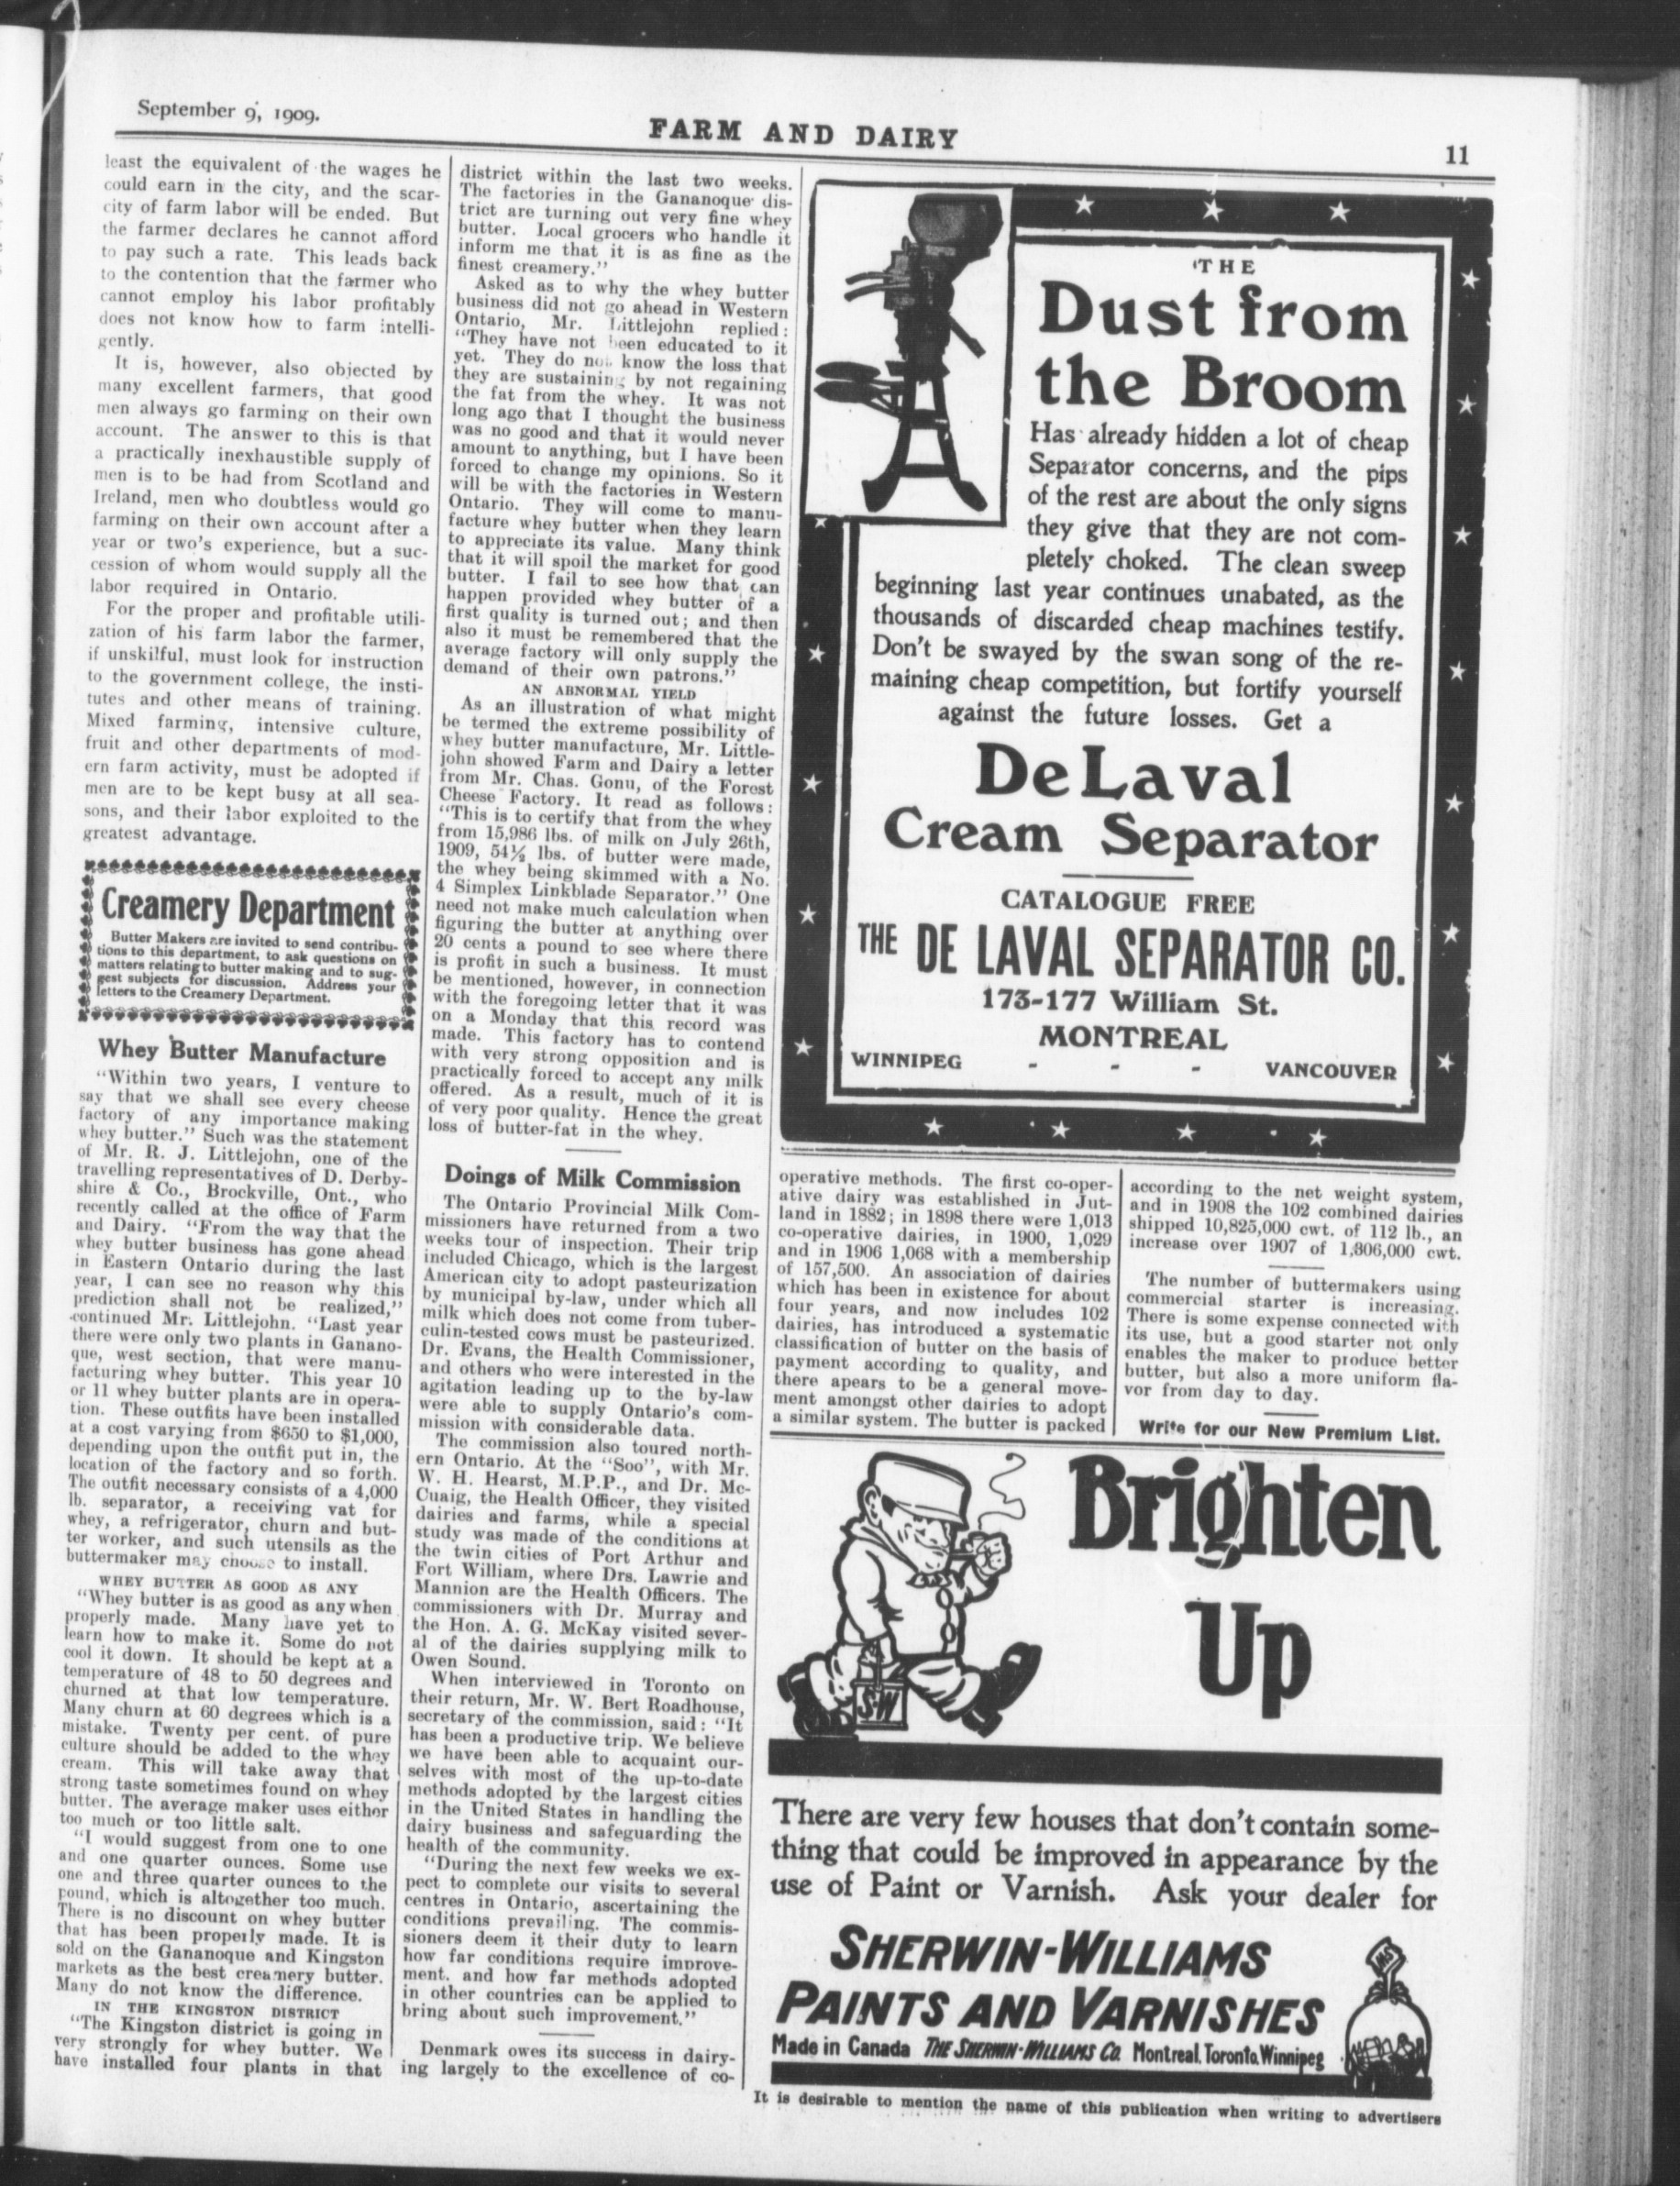 September 9, 1909.
FARM AND DAIRY
11
least the equivalent of the wages he
could earn in the city, and the scar-
city of farm labor will be ended. But
the farmer declares he cannot afford
to pay such a rate. This leads back
to the contention that the farmer who
cannot employ his labor profitably
does not know how to farm intelli-
gently.
It is, however, also objected by
many excellent farmers, that good
men always go farming on their own
account. The answer to this is that
a practically inexhaustible supply of
men is to be had from Scotland and
Ireland, men who doubtless would go
farming on their own account after a
year or two's experience, but a suc-
cession of whom would supply all the
labor required in Ontario.
For the proper and profitable utili-
zation of his farm labor the farmer,
if unskilful, must look for instruction
to the government college, the insti-
tutes and other means of training.
Mixed farming, intensive culture,
fruit and other departments of mod-
ern farm activity, must be adopted if
men are to be kept busy at all sea-
sons, and their labor exploited to the
greatest advantage.
Creamery Department
Butter Makers are invited to send contribu-
tions to this department, to ask questions on
matters relating to butter making and to sug-
gest subjects for discussion. Address your
letters to the Creamery Department.
Whey Butter Manufacture
"Within two years, I venture to
say that we shall see every cheese
factory of any importance making
whey butter." Such was the statement
of Mr. R. J. Littlejohn, one of the
travelling representatives of D. Derby-
shire & Co., Brockville, Ont., who
recently called at the office of Farm
and Dairy. "From the way that the
whey butter business has gone ahead
in Eastern Ontario during the last
year, I can see no reason why this
prediction shall not be realized,"
continued Mr. Littlejohn. "Last year
there were only two plants in Ganano-
que, west section, that were manu-
facturing whey butter. This year 10
or 11 whey butter plants are in opera-
tion. These outfits have been installed
at a cost varying from $650 to $1,000,
depending upon the outfit put in, the
location of the factory and so forth.
The outfit necessary consists of a 4,000
lb. separator, a receiving vat for
whey, a refrigerator, churn and but-
ter worker, and such utensils as the
buttermaker may choose to install.
WHEY BUTTER AS GOOD AS ANY
"Whey butter is as good as any when
properly made. Many have yet to
learn how to make it. Some do not
cool it down. It should be kept at a
temperature of 48 to 50 degrees and
churned at that low temperature.
Many churn at 60 degrees which is a
mistake. Twenty per cent. of pure
culture should be added to the whey
cream. This will take away that
strong taste sometimes found on whey
butter. The average maker uses either
too much or too little salt.
"I would suggest from one to one
and one quarter ounces. Some use
one and three quarter ounces to the
pound, which is altogether too much.
There is no discount on whey butter
that has been properly made. It is
sold on the Gananoque and Kingston
markets as the best creamery butter.
Many do not know the difference.
IN THE KINGSTON DISTRICT
"The Kingston district is going in
very strongly for whey butter. We
have installed four plants in that
district within the last two weeks.
The factories in the Gananoque dis-
trict are turning out very fine whey
butter. Local grocers who handle it
inform me that it is as fine as the
finest creamery."
Asked as to why the whey butter
business did not go ahead in Western
Ontario, Mr. Littlejohn replied:
"They have not been educated to it
yet. They do not know the loss that
they are sustaining by not regaining
the fat from the whey. It was not
long ago that I thought the business
was no good and that it would never
amount to anything, but I have been
forced to change my opinions. So it
will be with the factories in Western
Ontario. They will come to manu-
facture whey butter when they learn
to appreciate its value. Many think
that it will spoil the market for good
butter. I fail to see how that can
happen provided whey butter of a
first quality is turned out; and then
also it must be remembered that the
average factory will only supply the
demand of their own patrons."
AN ABNORMAL YIELD
As an illustration of what might
be termed the extreme possibility of
whey butter manufacture, Mr. Little-
john showed Farm and Dairy a letter
from Mr. Chas. Gonu, of the Forest
Cheese Factory. It read as follows:
"This is to certify that from the whey
from 15,986 lbs. of milk on July 26th,
1909, 54½ lbs. of butter were made,
the whey being skimmed with a No.
4 Simplex Linkblade Separator." One
need not make much calculation when
figuring the butter at anything over
20 cents a pound to see where there
is profit in such a business. It must
be mentioned, however, in connection
with the foregoing letter that it was
on a Monday that this record was
made. This factory has to contend
with very strong opposition and is
practically forced to accept any milk
offered. As a result, much of it is
of very poor quality. Hence the great
loss of butter-fat in the whey.
Doings of Milk Commission
The Ontario Provincial Milk Com-
missioners have returned from a two
weeks tour of inspection. Their trip
included Chicago, which is the largest
American city to adopt pasteurization
by municipal by-law, under which all
milk which does not come from tuber-
culin-tested cows must be pasteurized.
Dr. Evans, the Health Commissioner,
and others who were interested in the
agitation leading up to the by-law
were able to supply Ontario's com-
mission with considerable data.
The commission also toured north-
ern Ontario. At the "Soo", with Mr.
W. H. Hearst, M.P.P., and Dr. Mc-
Cuaig, the Health Officer, they visited
dairies and farms, while a special
study was made of the conditions at
the twin cities of Port Arthur and
Fort William, where Drs. Lawrie and
Mannion are the Health Officers. The
commissioners with Dr. Murray and
the Hon. A. G. McKay visited sever-
al of the dairies supplying milk to
Owen Sound.
When interviewed in Toronto on
their return, Mr. W. Bert Roadhouse,
secretary of the commission, said: "It
has been a productive trip. We believe
we have been able to acquaint our-
selves with most of the up-to-date
methods adopted by the largest cities
in the United States in handling the
dairy business and safeguarding the
health of the community.
"During the next few weeks we ex-
pect to complete our visits to several
centres in Ontario, ascertaining the
conditions prevailing. The commis-
sioners deem it their duty to learn
how far conditions require improve-
ment, and how far methods adopted
in other countries can be applied to
bring about such improvement."
Denmark owes its success in dairy-
ing largely to the excellence of co-
THE
Dust from
the Broom
Has already hidden a lot of cheap
Separator concerns, and the pips
of the rest are about the only signs
they give that they are not com-
pletely choked. The clean sweep
beginning last year continues unabated, as the
thousands of discarded cheap machines testify.
Don't be swayed by the swan song of the re-
maining cheap competition, but fortify yourself
against the future losses. Get a
De Laval
Cream Separator
CATALOGUE FREE
THE DE LAVAL SEPARATOR CO.
173-177 William St.
MONTREAL
WINNIPEG - - - VANCOUVER
operative methods. The first co-oper-
ative dairy was established in Jut-
land in 1882; in 1898 there were 1,013
co-operative dairies, in 1900, 1,029
and in 1906 1,068 with a membership
of 157,500. An association of dairies
which has been in existence for about
four years, and now includes 102
dairies, has introduced a systematic
classification of butter on the basis of
payment according to quality, and
there apears to be a general move-
ment amongst other dairies to adopt
a similar system. The butter is packed
according to the net weight system,
and in 1908 the 102 combined dairies
shipped 10,825,000 cwt. of 112 lb., an
increase over 1907 of 1,306,000 cwt.
The number of buttermakers using
commercial starter is increasing.
There is some expense connected with
its use, but a good starter not only
enables the maker to produce better
butter, but also a more uniform fla-
vor from day to day.
Write for our New Premium List.
Brighten
Up
S-W
There are very few houses that don't contain some-
thing that could be improved in appearance by the
use of Paint or Varnish. Ask your dealer for
SHERWIN-WILLIAMS
PAINTS AND VARNISHES
Made in Canada THE SHERWIN-WILLIAMS CO. Montreal, Toronto, Winnipeg
It is desirable to mention the name of this publication when writing to advertisers